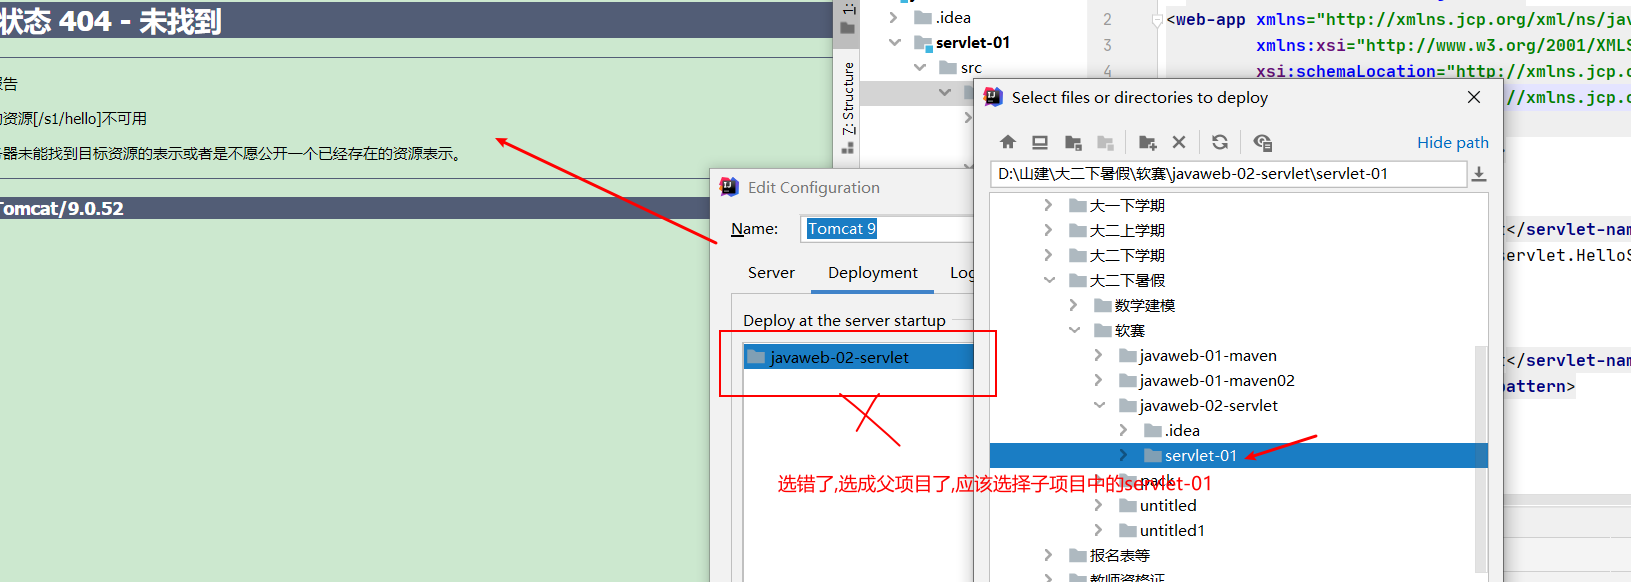 状态 404 - 未找到
报告
资源[/s1/hello]不可用
器未能找到目标资源的表示或者是不愿公开一个已经存在的资源表示。
Tomcat/9.0.52
1:
7: Structure
.idea
servlet-01
src
2
3
4
<web-app xmlns="http://xmlns.jcp.org/xml/ns/jav
xmlns:xsi="http://www.w3.org/2001/XMLS
xsi:schemaLocation="http://xmlns.jcp.o
//xmlns.jcp.o
</servlet-nam
servlet.HelloS
</servlet-nam
pattern>
Edit Configuration
Name:
Tomcat 9
Server
Deployment
Log
Deploy at the server startup
javaweb-02-servlet
选错了,选成父项目了,应该选择子项目中的servlet-01
Select files or directories to deploy
Hide path
D:\山建\大二下暑假\软赛\javaweb-02-servlet\servlet-01
大一下学期
大二上学期
大二下学期
大二下暑假
数学建模
软赛
javaweb-01-maven
javaweb-01-maven02
javaweb-02-servlet
.idea
servlet-01
pack
untitled
untitled1
报名表等
教师资格证